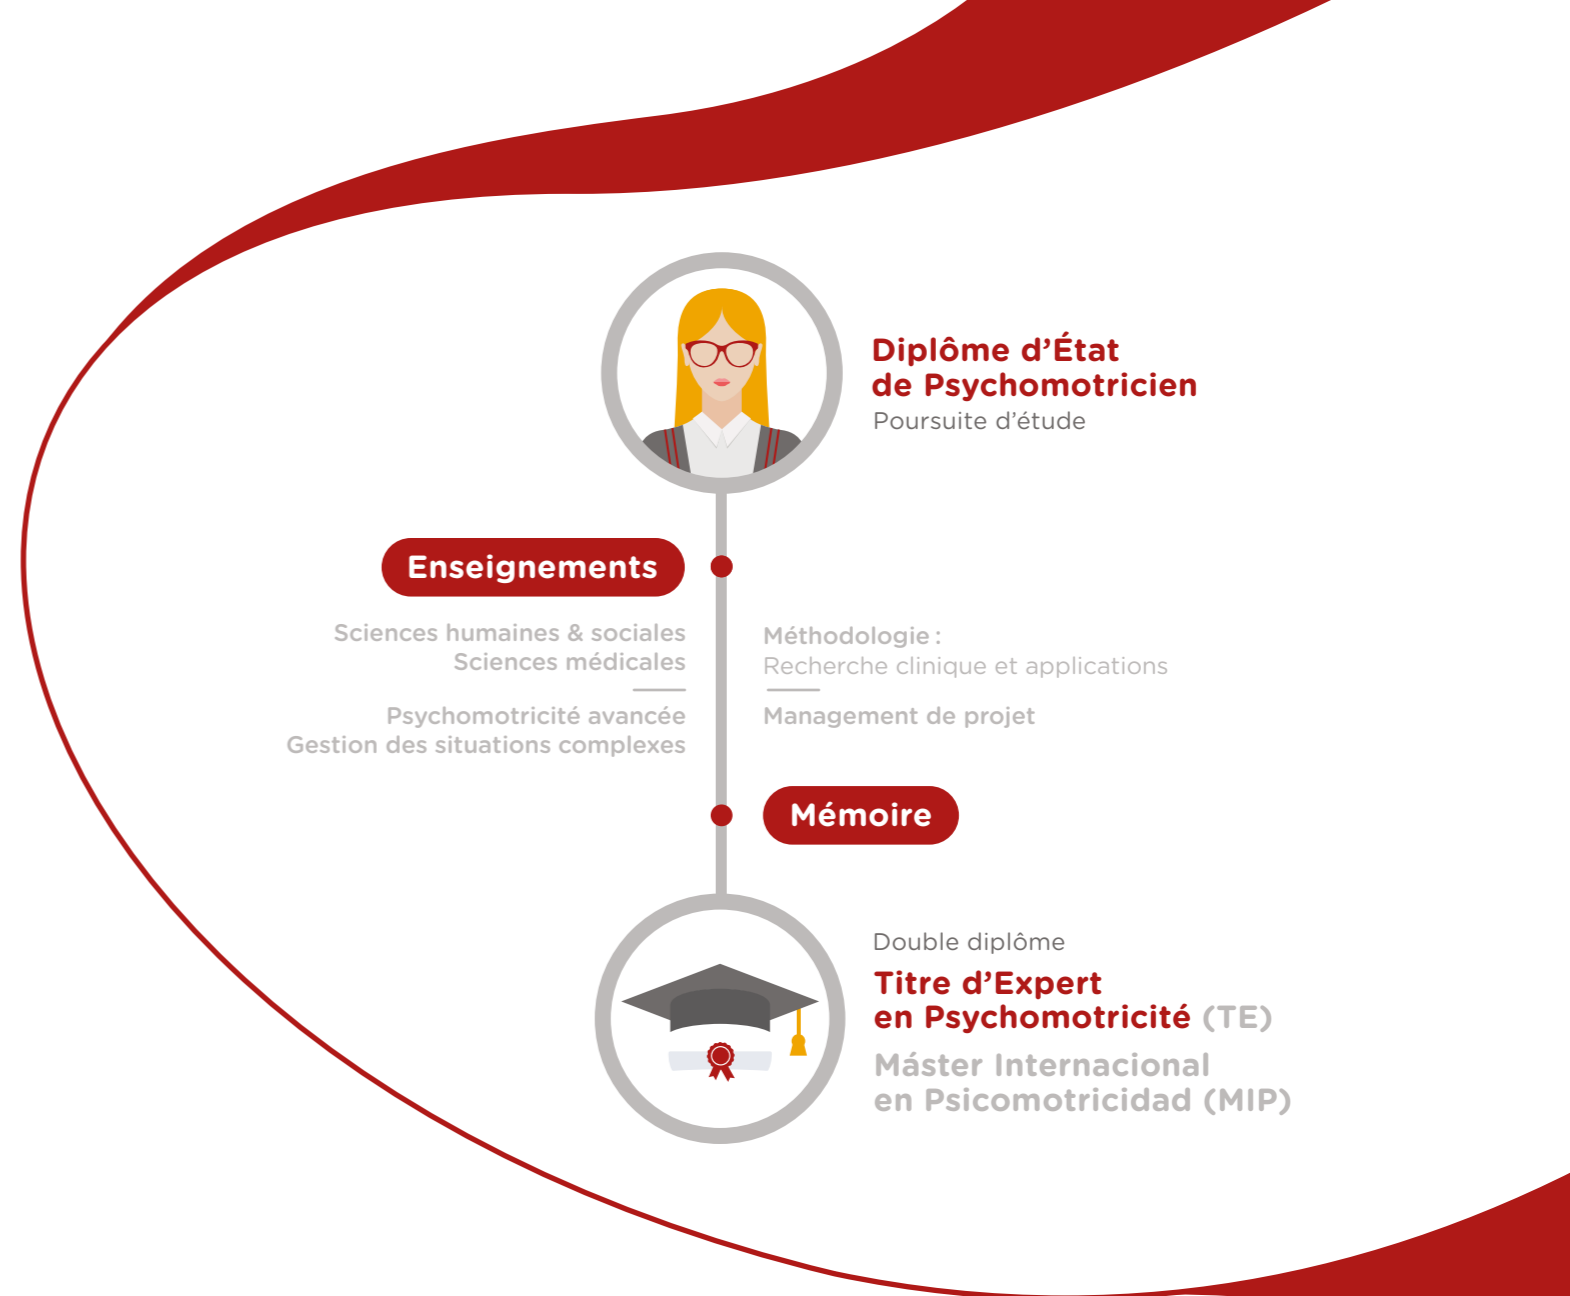 Diplôme d’État
de Psychomotricien
Poursuite d’étude
Enseignements
Sciences humaines & sociales
Sciences médicales
Psychomotricité avancée
Gestion des situations complexes
Méthodologie :
Recherche clinique et applications
Management de projet
Mémoire
Double diplôme
Titre d’Expert
en Psychomotricité (TE)
Máster Internacional
en Psicomotricidad (MIP)